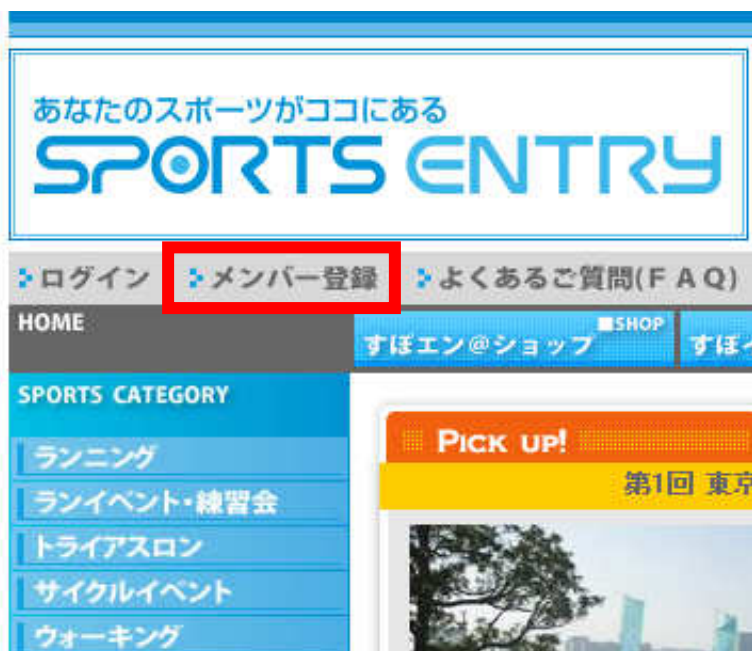 あなたのスポーツがココにある
SPORTS ENTRY
ログイン メンバー登録 よくあるご質問(FAQ)
HOME
すぽエン@ショップ ■SHOP すぽイ
SPORTS CATEGORY
ランニング
ランイベント・練習会
トライアスロン
サイクルイベント
ウォーキング
PICK UP!
第1回 東京